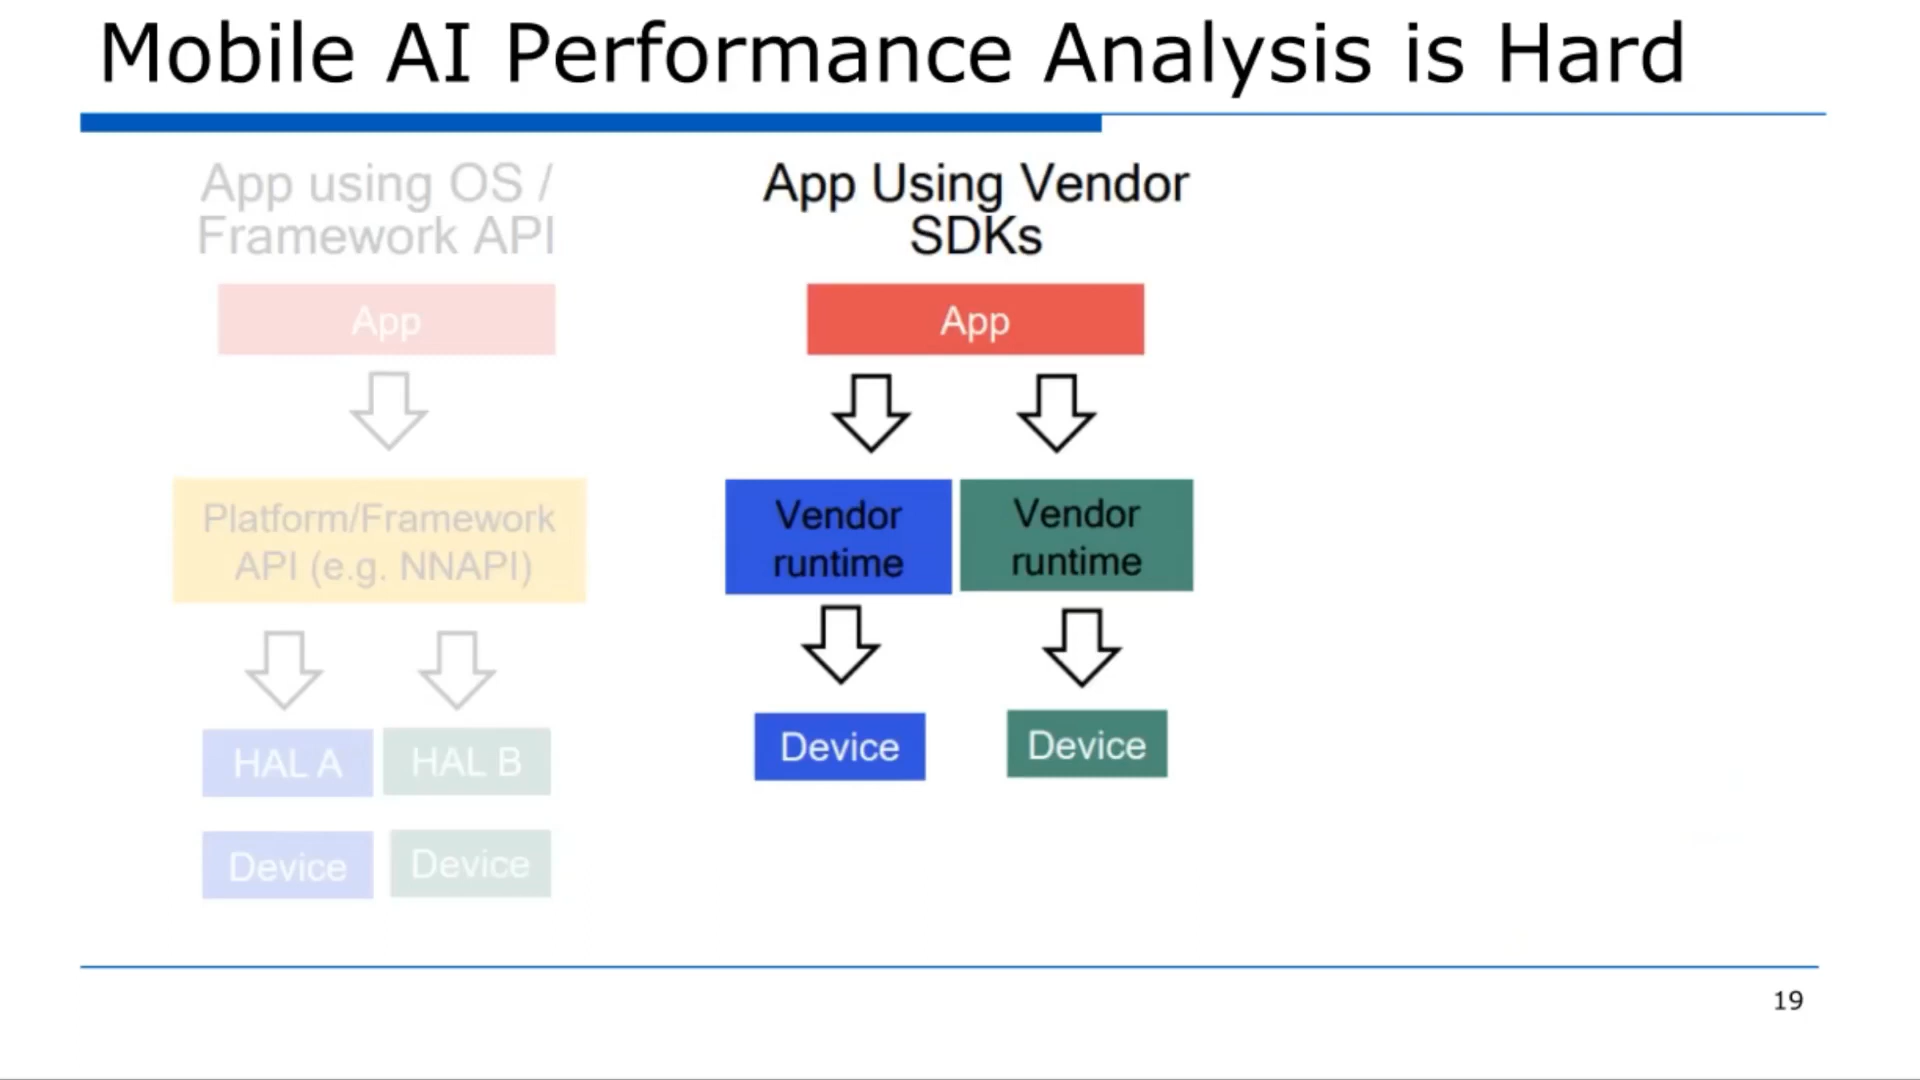 Mobile AI Performance Analysis is Hard
App using OS /
Framework API
App
Platform/Framework
API (e.g. NNAPI)
HAL A
HAL B
Device
Device
App Using Vendor
SDKs
App
Vendor
runtime
Vendor
runtime
Device
Device
19